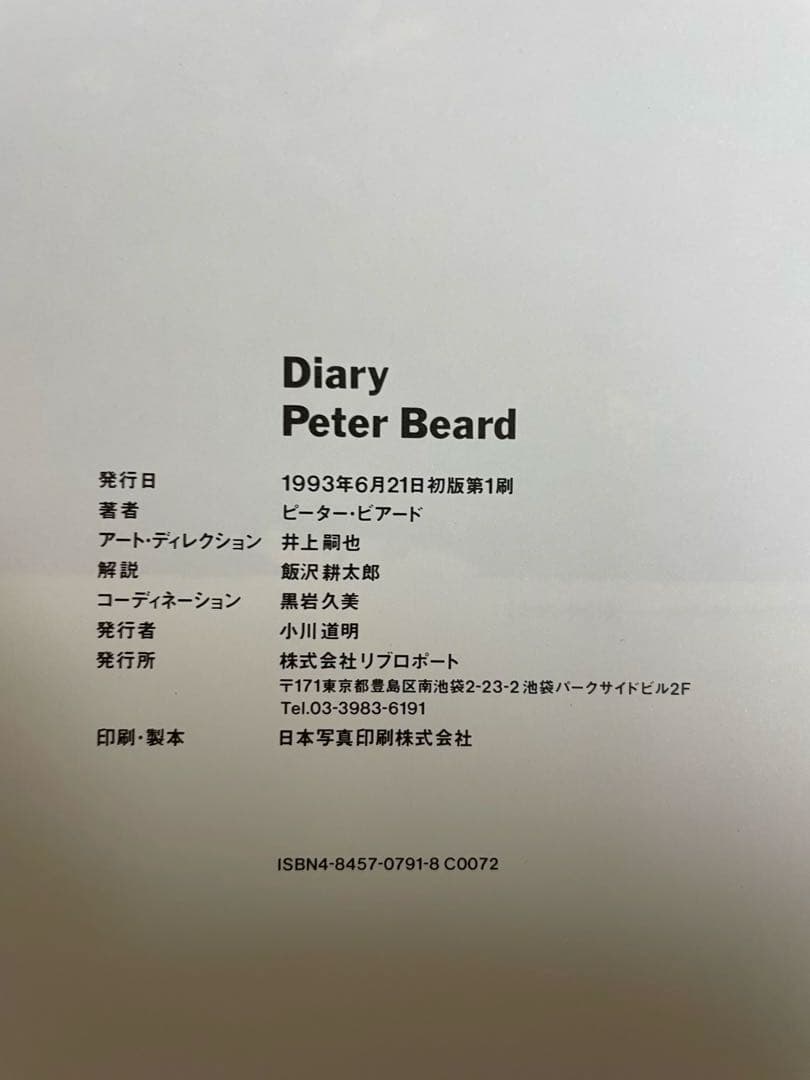 Diary
Peter Beard
発行日 1993年6月21日初版第1刷
著者 ピーター・ビアード
アート・ディレクション 井上嗣也
解説 飯沢耕太郎
コーディネーション 黒岩久美
発行者 小川道明
発行所 株式会社リブロポート
〒171東京都豊島区南池袋2-23-2 池袋パークサイドビル2F
Tel.03-3983-6191
印刷・製本 日本写真印刷株式会社
ISBN4-8457-0791-8 C0072